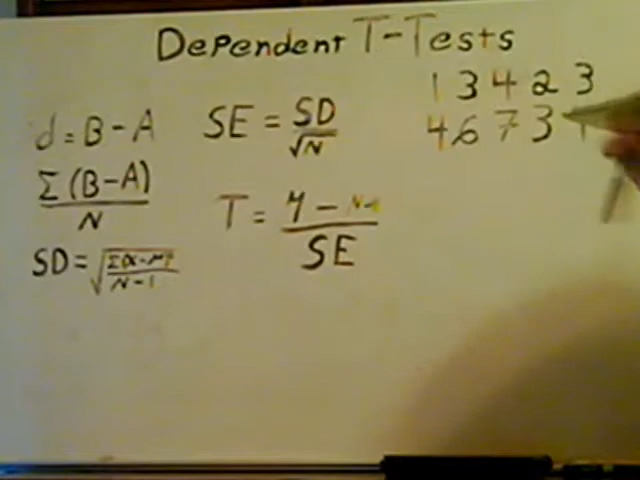 Dependent T-Tests
1 3 4 2 3
4 6 7 3
d = B - A
SE = SD / √N
Σ(B-A) / N
T = M - / SE
SD = √ Σ(X-M)² / N-1